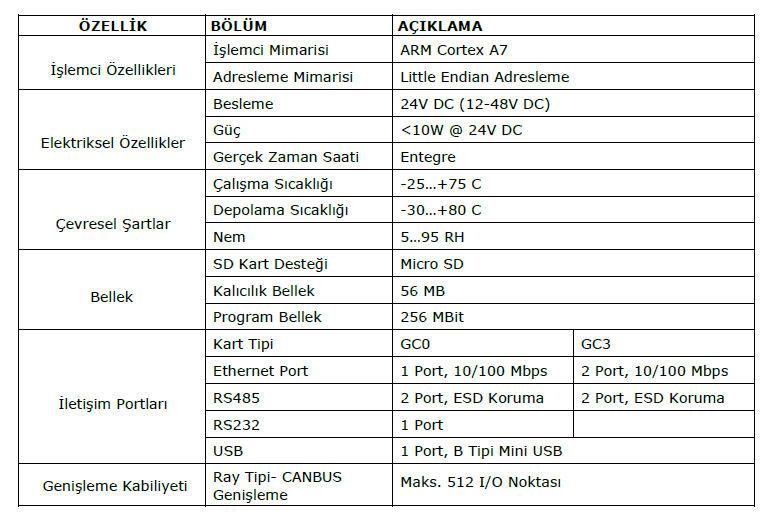 ÖZELLİK BÖLÜM AÇIKLAMA
İşlemci Özellikleri
İşlemci Mimarisi ARM Cortex A7
Adresleme Mimarisi Little Endian Adresleme
Elektriksel Özellikler
Besleme 24V DC (12-48V DC)
Güç <10W @ 24V DC
Gerçek Zaman Saati Entegre
Çevresel Şartlar
Çalışma Sıcaklığı -25…+75 C
Depolama Sıcaklığı -30…+80 C
Nem 5…95 RH
Bellek
SD Kart Desteği Micro SD
Kalıcılık Bellek 56 MB
Program Bellek 256 MBit
İletişim Portları
Kart Tipi GC0 GC3
Ethernet Port 1 Port, 10/100 Mbps 2 Port, 10/100 Mbps
RS485 2 Port, ESD Koruma 2 Port, ESD Koruma
RS232 1 Port
USB 1 Port, B Tipi Mini USB
Genişleme Kabiliyeti
Ray Tipi- CANBUS
Genişleme
Maks. 512 I/O Noktası